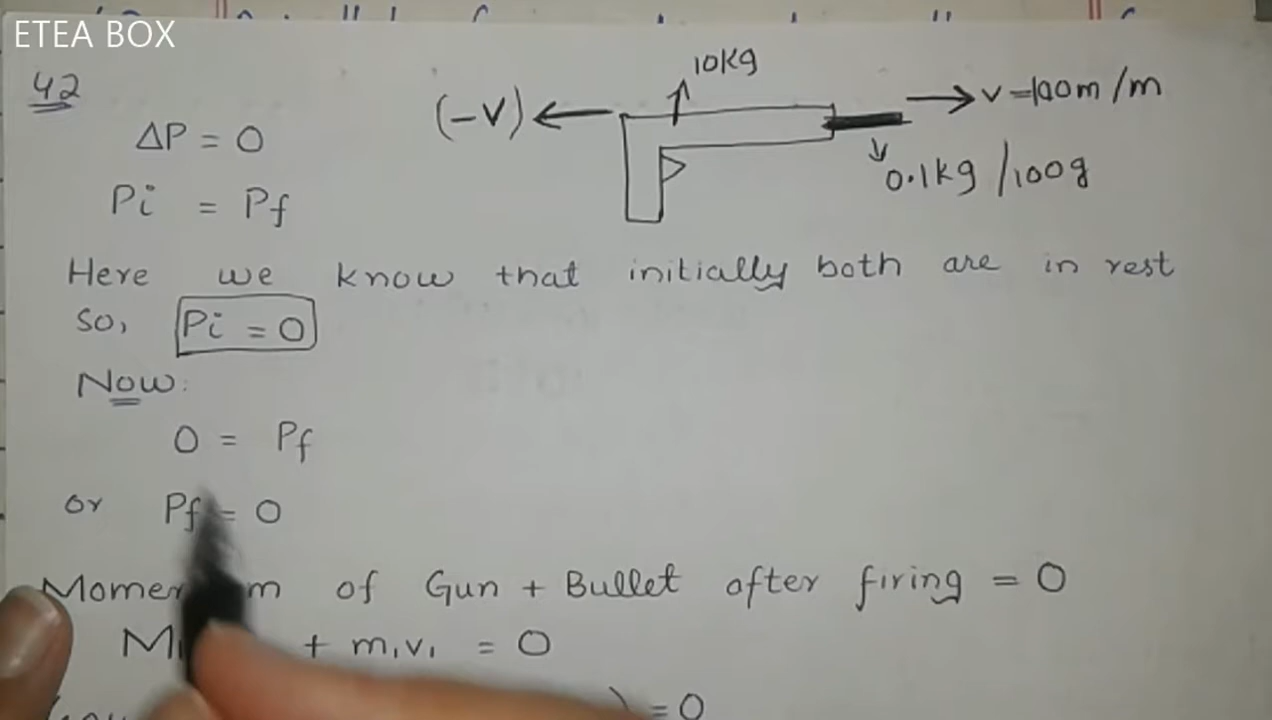 ETEA BOX
42
10kg
(-V)
v=100m/m
0.1kg/100g
ΔP = 0
Pi = Pf
Here we know that initially both are in rest
So, Pi = 0
Now:
0 = Pf
or Pf = 0
of Gun + Bullet after firing = 0
+ m₁v₁ = 0
) = 0